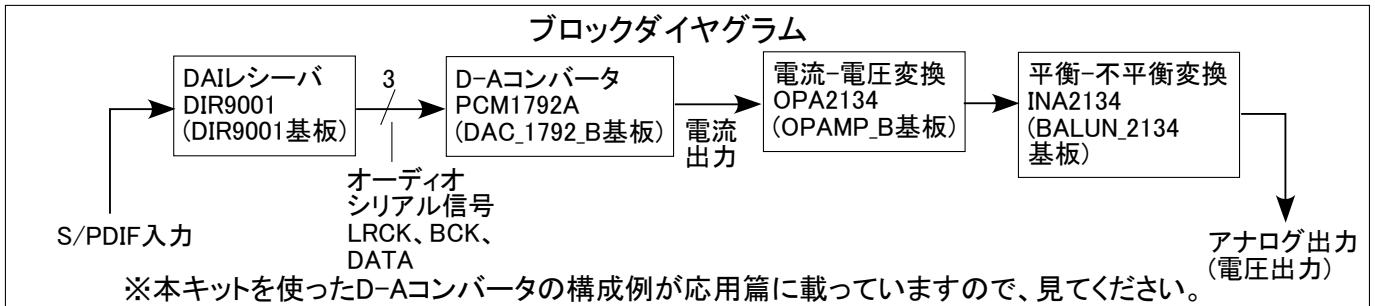 ブロックダイヤグラム
DAIレシーバ
DIR9001
(DIR9001基板)
3
D-Aコンバータ
PCM1792A
(DAC_1792_B基板)
電流-電圧変換
OPA2134
(OPAMP_B基板)
平衡-不平衡変換
INA2134
(BALUN_2134
基板)
電流
出力
オーディオ
シリアル信号
LRCK、BCK、
DATA
S/PDIF入力
アナログ出力
(電圧出力)
※本キットを使ったD-Aコンバータの構成例が応用篇に載っていますので、見てください。